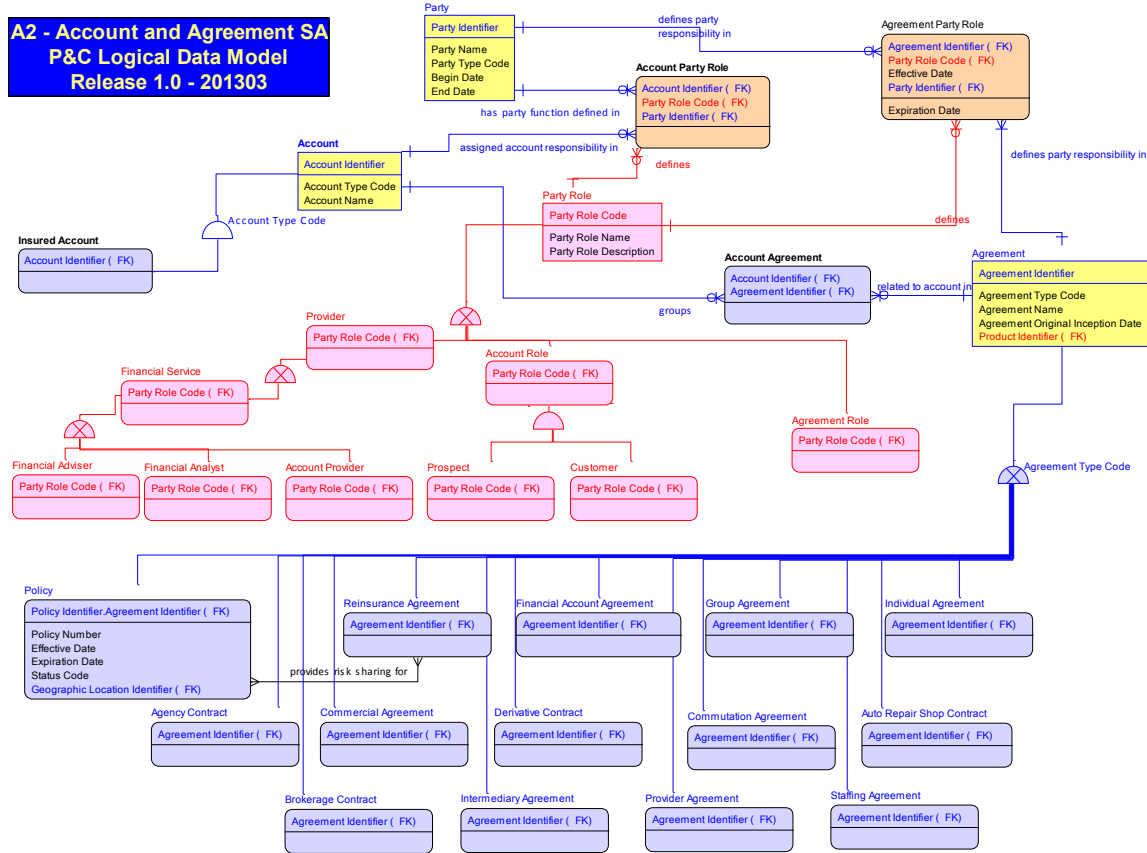 A2 - Account and Agreement SA
P&C Logical Data Model
Release 1.0 - 201303
Party
Party Identifier
Party Name
Party Type Code
Begin Date
End Date
defines party
responsibility in
Agreement Party Role
Agreement Identifier ( FK)
Party Role Code ( FK)
Effective Date
Party Identifier ( FK)
Expiration Date
Account Party Role
Account Identifier ( FK)
Party Role Code ( FK)
Party Identifier ( FK)
has party function defined in
assigned account responsibility in
defines
defines party responsibility in
Account
Account Identifier
Account Type Code
Account Name
Account Type Code
Insured Account
Account Identifier ( FK)
Party Role
Party Role Code
Party Role Name
Party Role Description
defines
Account Agreement
Account Identifier ( FK)
Agreement Identifier ( FK)
groups
related to account in
Agreement
Agreement Identifier
Agreement Type Code
Agreement Name
Agreement Original Inception Date
Product Identifier ( FK)
Provider
Party Role Code ( FK)
Account Role
Party Role Code ( FK)
Financial Service
Party Role Code ( FK)
Agreement Role
Party Role Code ( FK)
Financial Adviser
Party Role Code ( FK)
Financial Analyst
Party Role Code ( FK)
Account Provider
Party Role Code ( FK)
Prospect
Party Role Code ( FK)
Customer
Party Role Code ( FK)
Agreement Type Code
Policy
Policy Identifier.Agreement Identifier ( FK)
Policy Number
Effective Date
Expiration Date
Status Code
Geographic Location Identifier ( FK)
provides risk sharing for
Reinsurance Agreement
Agreement Identifier ( FK)
Financial Account Agreement
Agreement Identifier ( FK)
Group Agreement
Agreement Identifier ( FK)
Individual Agreement
Agreement Identifier ( FK)
Agency Contract
Agreement Identifier ( FK)
Commercial Agreement
Agreement Identifier ( FK)
Derivative Contract
Agreement Identifier ( FK)
Commutation Agreement
Agreement Identifier ( FK)
Auto Repair Shop Contract
Agreement Identifier ( FK)
Brokerage Contract
Agreement Identifier ( FK)
Intermediary Agreement
Agreement Identifier ( FK)
Provider Agreement
Agreement Identifier ( FK)
Staffing Agreement
Agreement Identifier ( FK)